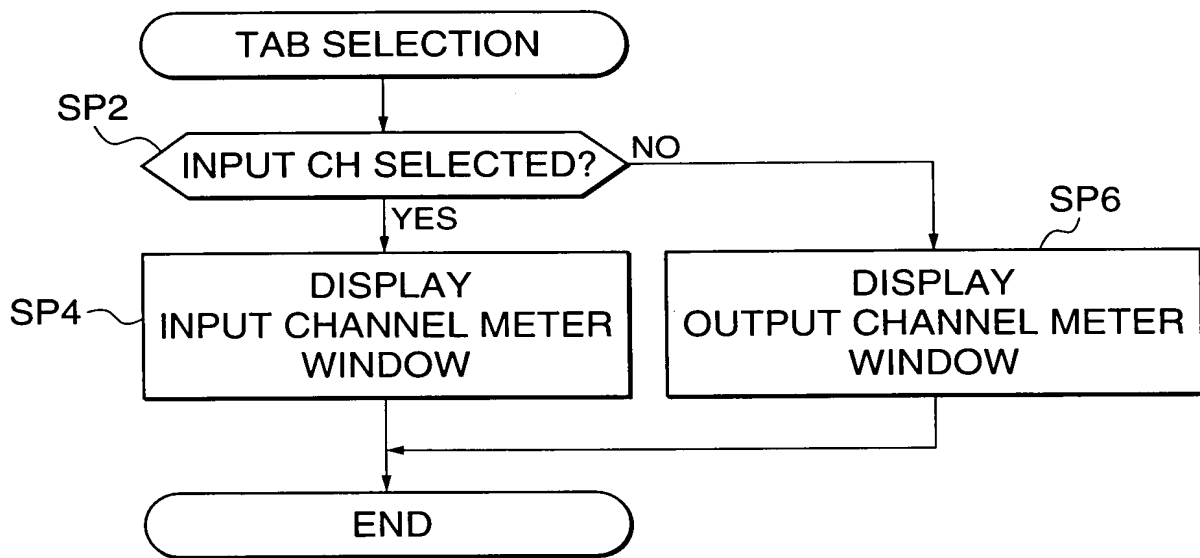 TAB SELECTION
SP2
INPUT CH SELECTED?
NO
YES
SP6
SP4
DISPLAY
INPUT CHANNEL METER
WINDOW
DISPLAY
OUTPUT CHANNEL METER
WINDOW
END